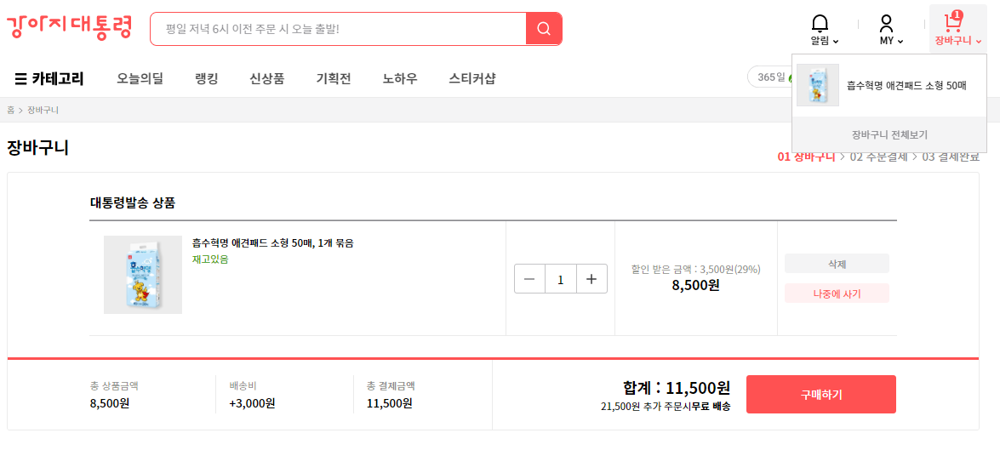 강아지대통령
평일 저녁 6시 이전 주문 시 오늘 출발!
알림
MY
1
장바구니
카테고리
오늘의딜
랭킹
신상품
기획전
노하우
스티커샵
365일
흡수혁명 애견패드 소형 50매
장바구니 전체보기
홈 > 장바구니
장바구니
01 장바구니 > 02 주문결제 > 03 결제완료
대통령발송 상품
흡수혁명
흡수혁명 애견패드 소형 50매, 1개 묶음
재고있음
1
할인 받은 금액 : 3,500원(29%)
8,500원
삭제
나중에 사기
총 상품금액
8,500원
배송비
+3,000원
총 결제금액
11,500원
합계 : 11,500원
21,500원 추가 주문시무료 배송
구매하기